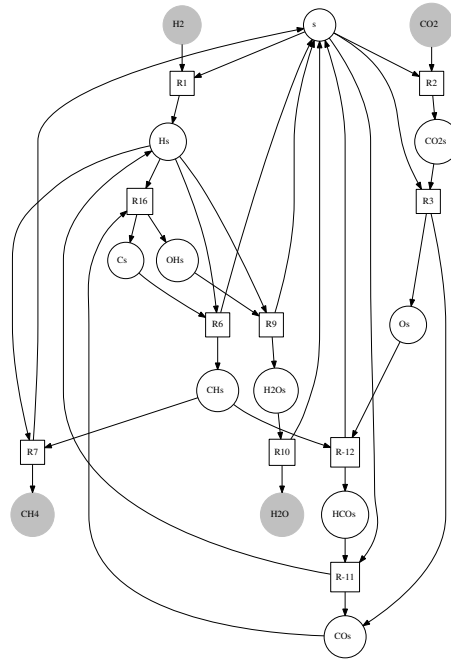 H2
s
CO2
R1
R2
Hs
CO2s
R16
R3
Cs
OHs
R6
R9
Os
CHs
H2Os
R7
R10
R-12
CH4
H2O
HCOs
R-11
COs